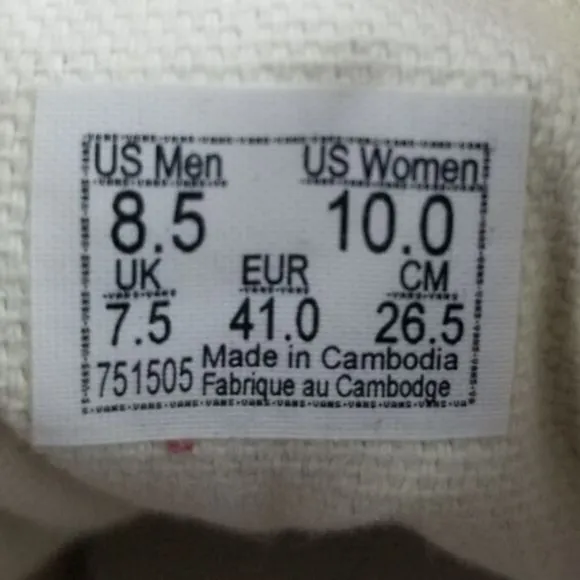 US Men US Women
8.5 10.0
UK EUR CM
7.5 41.0 26.5
751505 Made in Cambodia
Fabrique au Cambodge